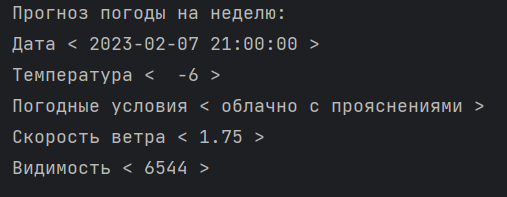 Прогноз погоды на неделю:
Дата < 2023-02-07 21:00:00 >
Температура <  -6 >
Погодные условия < облачно с прояснениями >
Скорость ветра < 1.75 >
Видимость < 6544 >